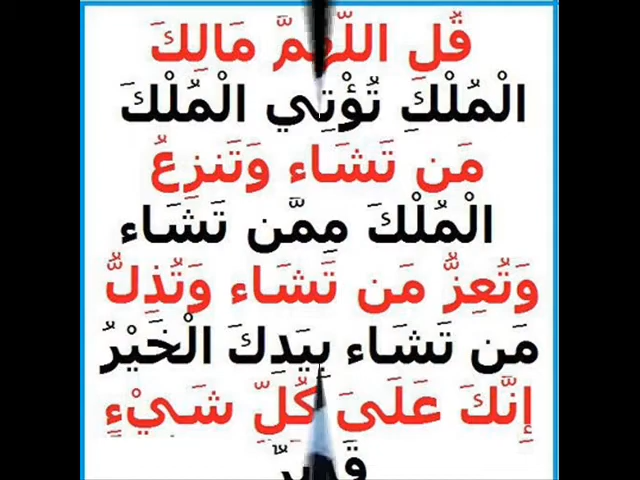 قُلِ اللَّهُمَّ مَالِكَ
الْمُلْكِ تُؤْتِي الْمُلْكَ
مَن تَشَاء وَتَنزِعُ
الْمُلْكَ مِمَّن تَشَاء
وَتُعِزُّ مَن تَشَاء وَتُذِلُّ
مَن تَشَاء بِيَدِكَ الْخَيْرُ
إِنَّكَ عَلَىَ كُلِّ شَيْءٍ